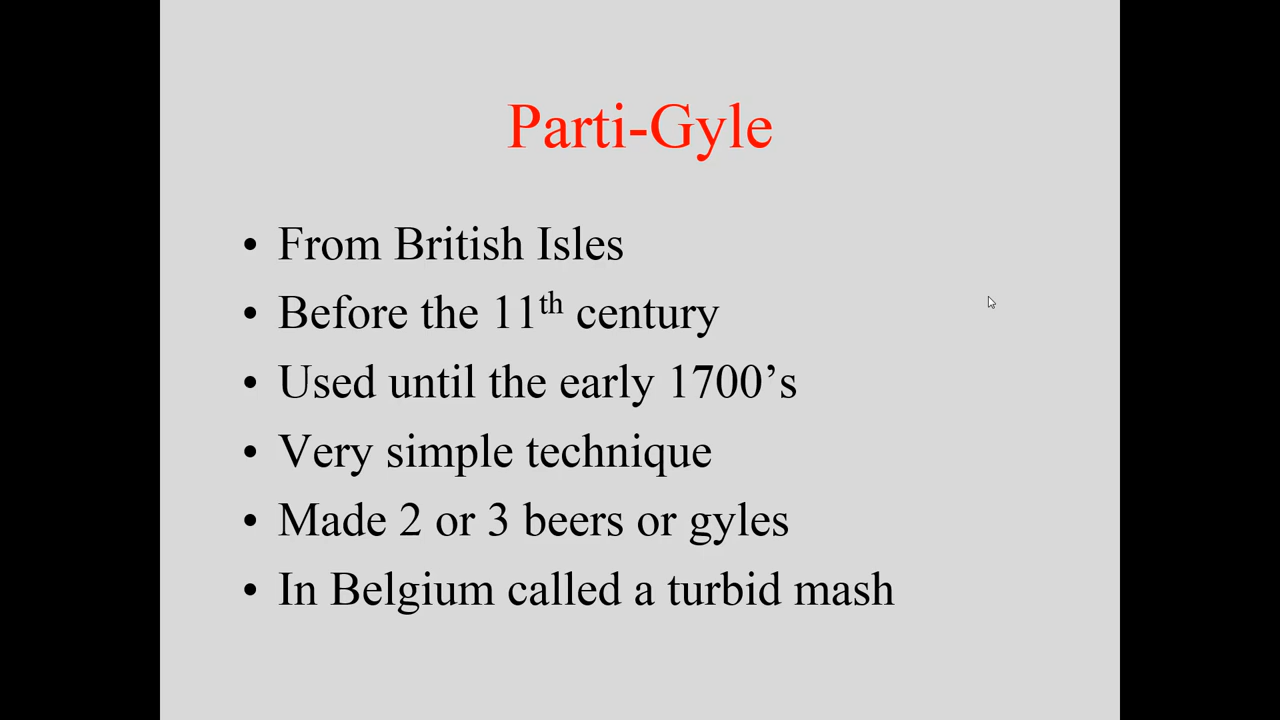 Parti-Gyle
• From British Isles
• Before the 11th century
• Used until the early 1700’s
• Very simple technique
• Made 2 or 3 beers or gyles
• In Belgium called a turbid mash